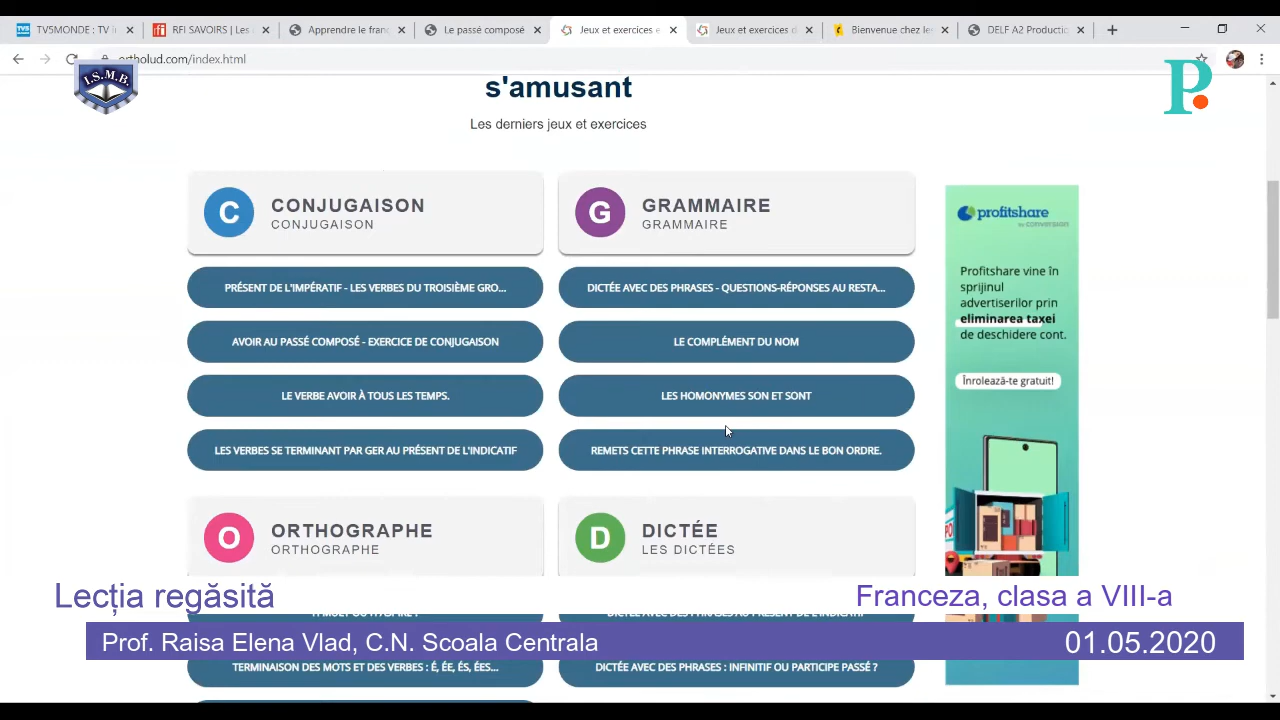 TV5MONDE : TV I
RFI SAVOIRS | Les
Apprendre le franç
Le passé composé
Jeux et exercices e
Jeux et exercices d
Bienvenue chez les
DELF A2 Productio
ortholud.com/index.html
I.S.M.B.
P.
s'amusant
Les derniers jeux et exercices
C CONJUGAISON
CONJUGAISON
PRÉSENT DE L'IMPÉRATIF - LES VERBES DU TROISIÈME GRO...
AVOIR AU PASSÉ COMPOSÉ - EXERCICE DE CONJUGAISON
LE VERBE AVOIR À TOUS LES TEMPS.
LES VERBES SE TERMINANT PAR GER AU PRÉSENT DE L'INDICATIF
G GRAMMAIRE
GRAMMAIRE
DICTÉE AVEC DES PHRASES - QUESTIONS-RÉPONSES AU RESTA...
LE COMPLÉMENT DU NOM
LES HOMONYMES SON ET SONT
REMETS CETTE PHRASE INTERROGATIVE DANS LE BON ORDRE.
profitshare
by CONVERSION
Profitshare vine în
sprijinul
advertiserilor prin
eliminarea taxei
de deschidere cont.
Înrolează-te gratuit!
O ORTHOGRAPHE
ORTHOGRAPHE
D DICTÉE
LES DICTÉES
Lecția regăsită
Franceza, clasa a VIII-a
Prof. Raisa Elena Vlad, C.N. Scoala Centrala
01.05.2020
TERMINAISON DES MOTS ET DES VERBES : É, ÉE, ÉS, ÉES...
DICTÉE AVEC DES PHRASES : INFINITIF OU PARTICIPE PASSÉ ?